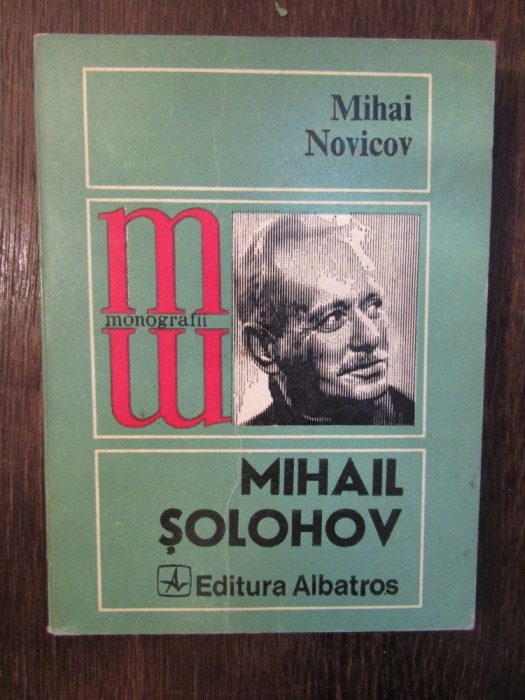 Mihai
Novicov
m
monografii
m
MIHAIL
ŞOLOHOV
Editura Albatros